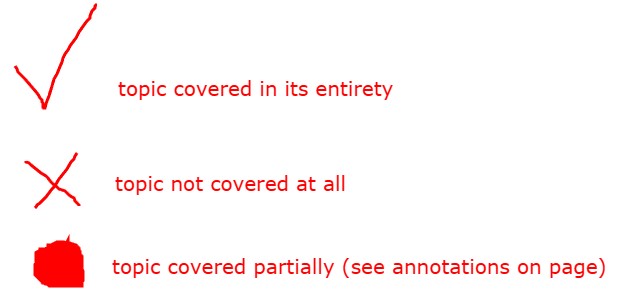 topic covered in its entirety
topic not covered at all
topic covered partially (see annotations on page)